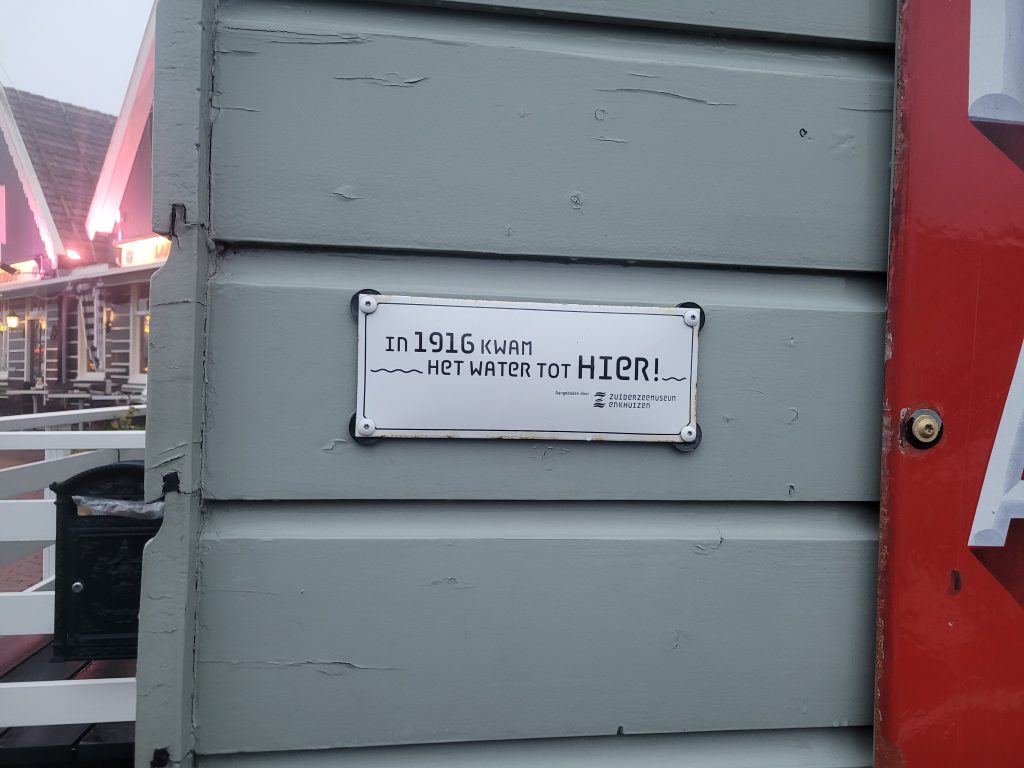 In 1916 KWAM
HET WATER TOT HIER!
Aangeboden door
ZUIDERZEEMUSEUM
ENKHUIZEN